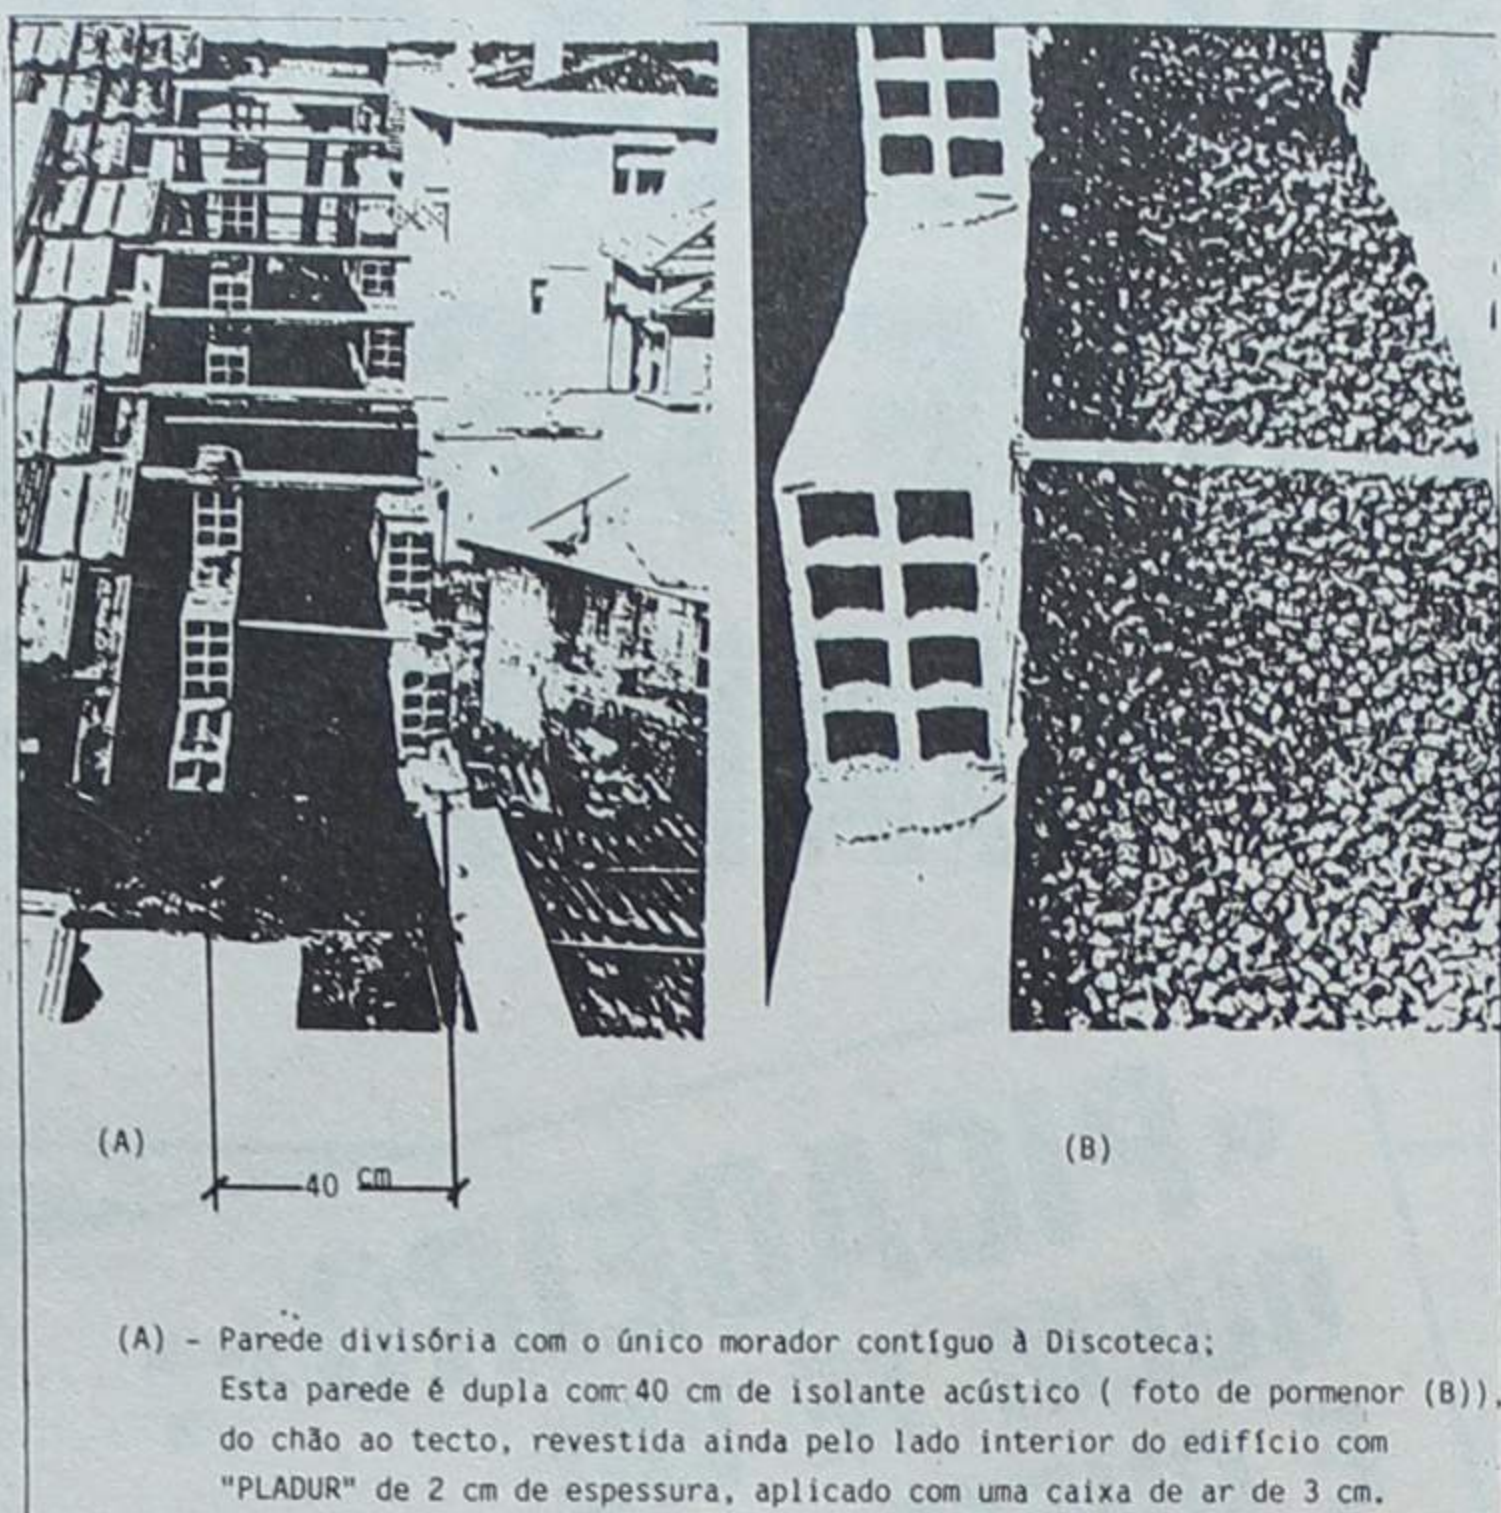 (A)
(B)
40 cm
(A) - Parede divisória com o único morador contíguo à Discoteca;
Esta parede é dupla com 40 cm de isolante acústico ( foto de pormenor (B)),
do chão ao tecto, revestida ainda pelo lado interior do edifício com
"PLADUR" de 2 cm de espessura, aplicado com uma caixa de ar de 3 cm.